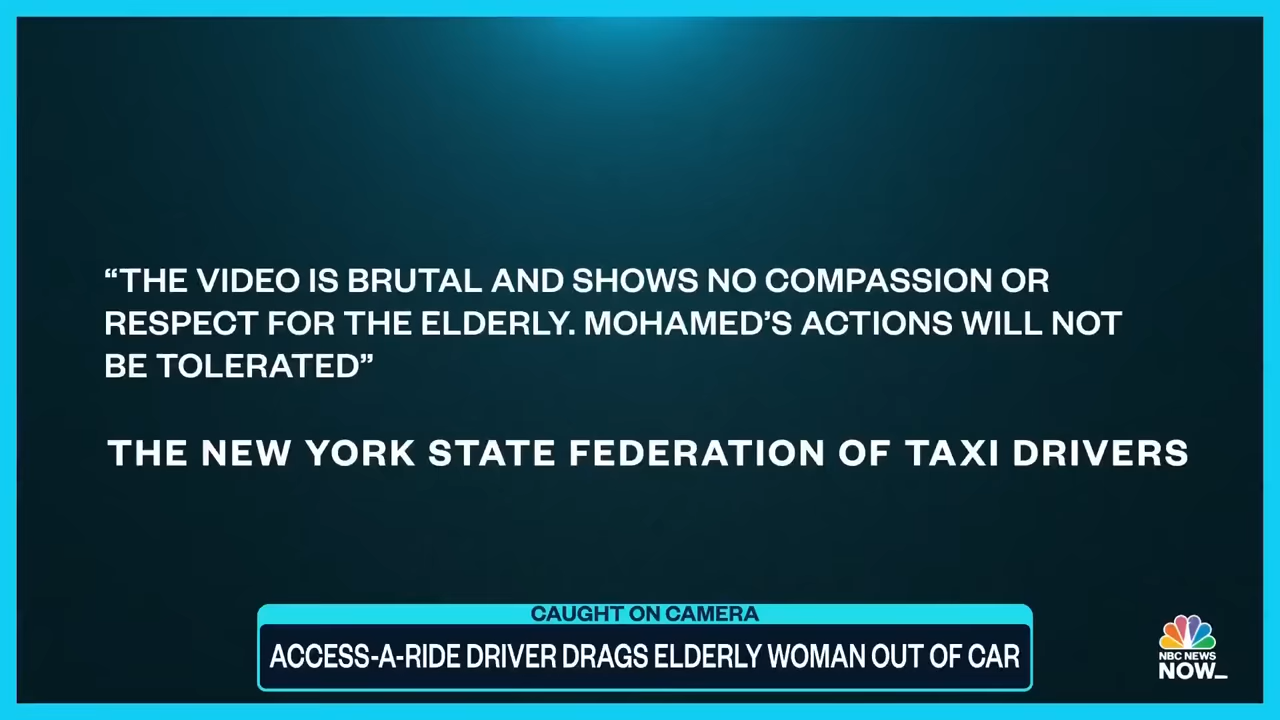 “THE VIDEO IS BRUTAL AND SHOWS NO COMPASSION OR
RESPECT FOR THE ELDERLY. MOHAMED’S ACTIONS WILL NOT
BE TOLERATED”
THE NEW YORK STATE FEDERATION OF TAXI DRIVERS
CAUGHT ON CAMERA
ACCESS-A-RIDE DRIVER DRAGS ELDERLY WOMAN OUT OF CAR
NBC NEWS
NOW_